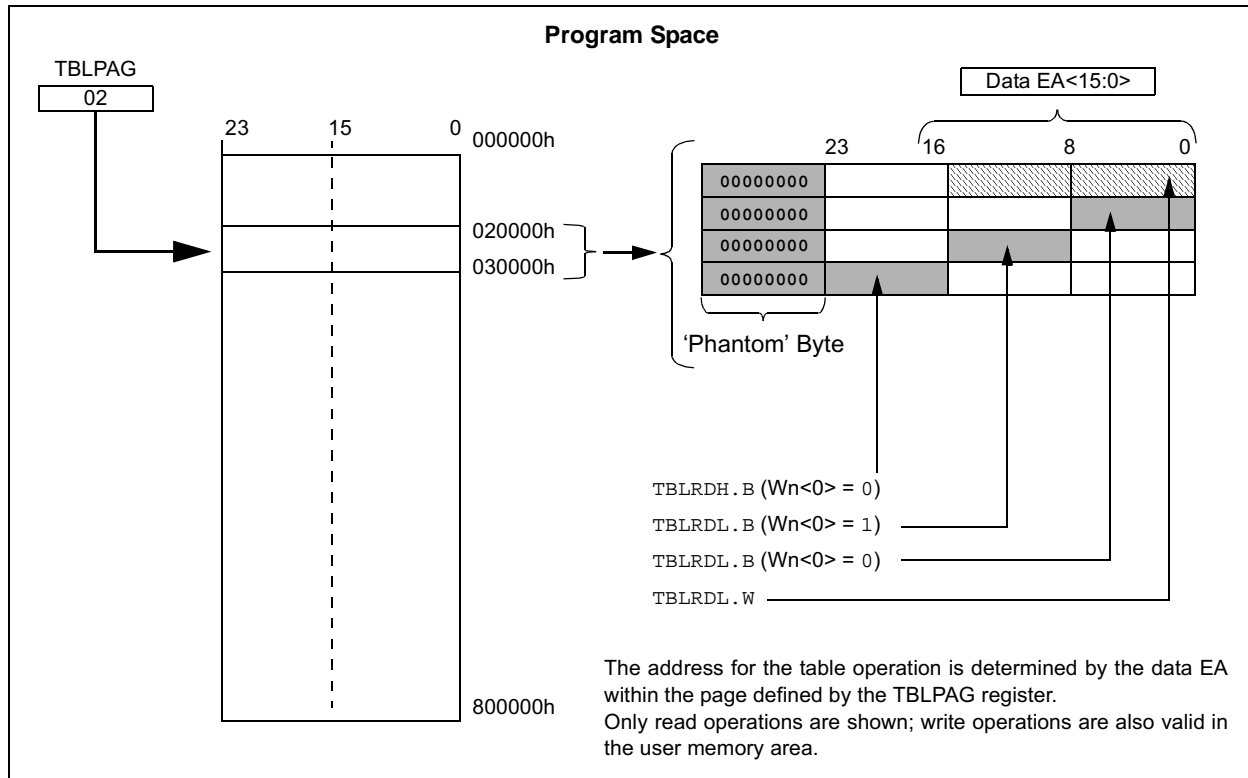 Program Space
TBLPAG
02
Data EA<15:0>
23 15 0
000000h
23 16 8 0
00000000
00000000
020000h
00000000
030000h
00000000
‘Phantom’ Byte
TBLRDH.B (Wn<0> = 0)
TBLRDL.B (Wn<0> = 1)
TBLRDL.B (Wn<0> = 0)
TBLRDL.W
The address for the table operation is determined by the data EA
within the page defined by the TBLPAG register.
Only read operations are shown; write operations are also valid in
the user memory area.
800000h